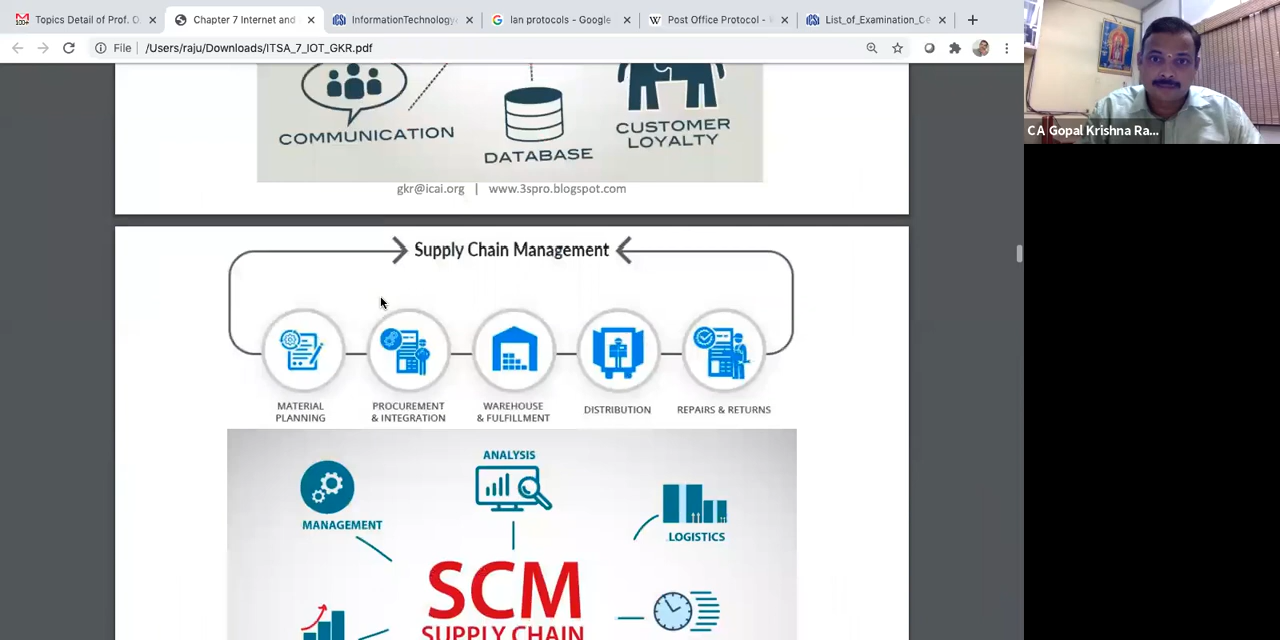 Topics Detail of Prof. O
Chapter 7 Internet and
InformationTechnology
lan protocols - Google
Post Office Protocol -
List_of_Examination_Ce
100+
File
/Users/raju/Downloads/ITSA_7_IOT_GKR.pdf
CA Gopal Krishna Ra...
COMMUNICATION
DATABASE
CUSTOMER
LOYALTY
gkr@icai.org | www.3spro.blogspot.com
Supply Chain Management
MATERIAL
PLANNING
PROCUREMENT
& INTEGRATION
WAREHOUSE
& FULFILLMENT
DISTRIBUTION
REPAIRS & RETURNS
ANALYSIS
MANAGEMENT
LOGISTICS
SCM
SUPPLY CHAIN